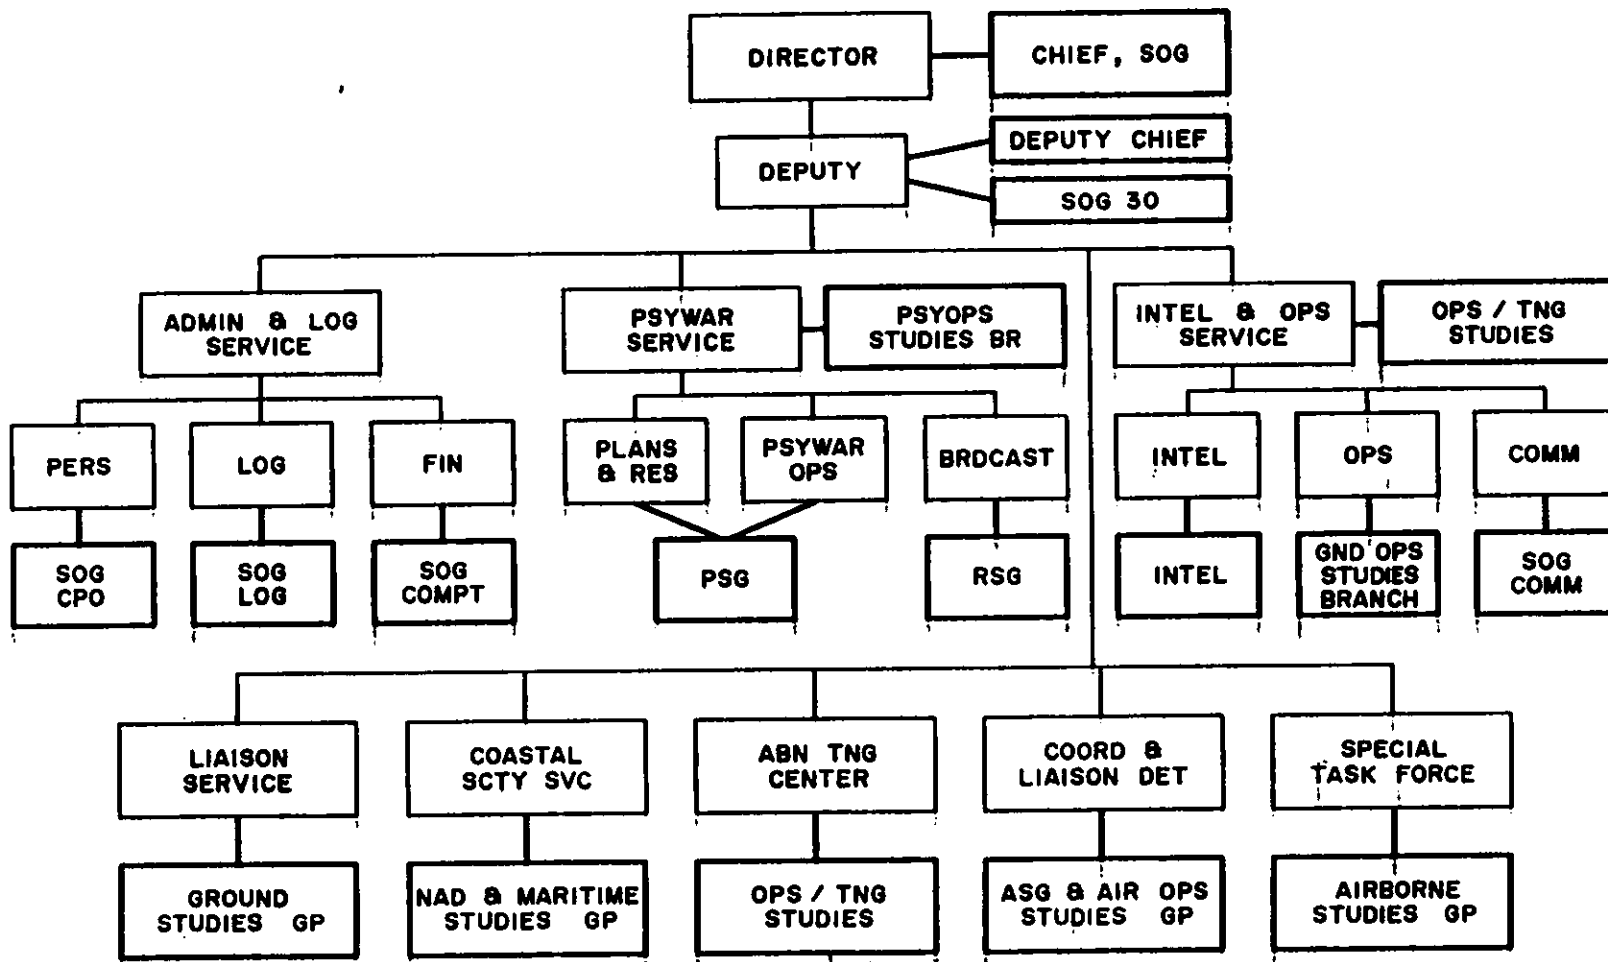 DIRECTOR
CHIEF, SOG
DEPUTY
DEPUTY CHIEF
SOG 30
ADMIN & LOG
SERVICE
PSYWAR
SERVICE
PSYOPS
STUDIES BR
INTEL & OPS
SERVICE
OPS / TNG
STUDIES
PERS
LOG
FIN
PLANS
& RES
PSYWAR
OPS
BRDCAST
INTEL
OPS
COMM
SOG
CPO
SOG
LOG
SOG
COMPT
PSG
RSG
INTEL
GND OPS
STUDIES
BRANCH
SOG
COMM
LIAISON
SERVICE
COASTAL
SCTY SVC
ABN TNG
CENTER
COORD &
LIAISON DET
SPECIAL
TASK FORCE
GROUND
STUDIES GP
NAD & MARITIME
STUDIES GP
OPS / TNG
STUDIES
ASG & AIR OPS
STUDIES GP
AIRBORNE
STUDIES GP